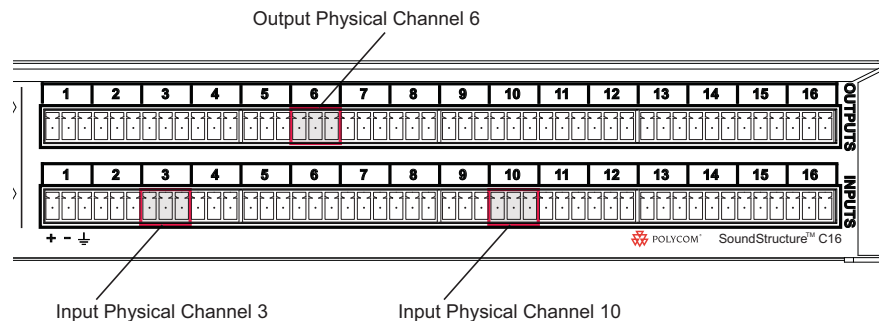 Output Physical Channel 6
1 2 3 4 5 6 7 8 9 10 11 12 13 14 15 16
OUTPUTS
1 2 3 4 5 6 7 8 9 10 11 12 13 14 15 16
INPUTS
+ -
POLYCOM® SoundStructure™ C16
Input Physical Channel 3 Input Physical Channel 10